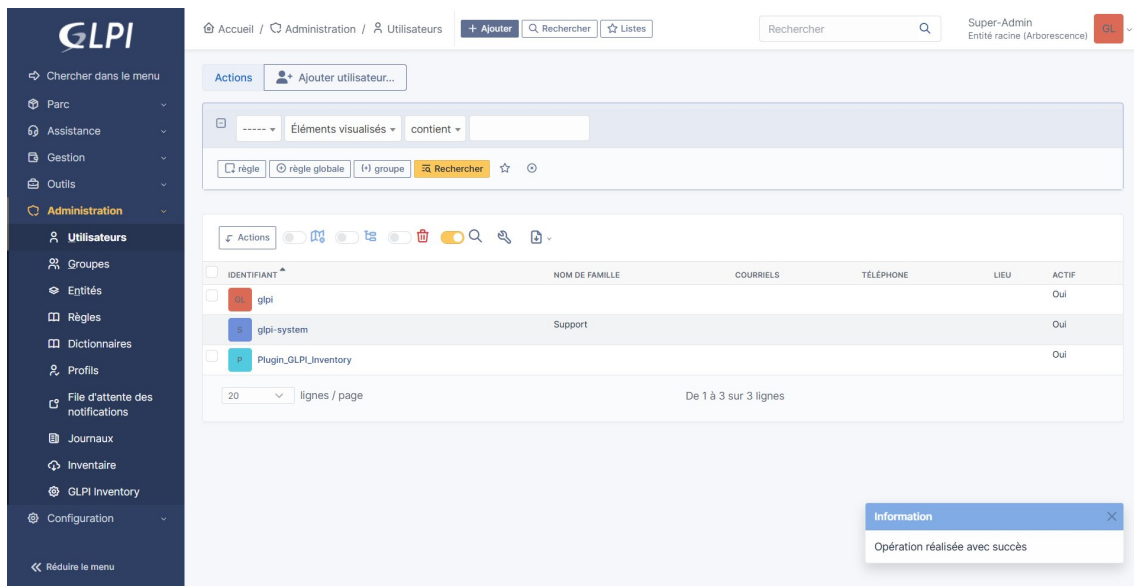 GLPI
Accueil / Administration / Utilisateurs + Ajouter Rechercher Listes Rechercher Super-Admin
Entité racine (Arborescence) GL
Chercher dans le menu
Parc
Assistance
Gestion
Outils
Administration
Utilisateurs
Groupes
Entités
Règles
Dictionnaires
Profils
File d'attente des
notifications
Journaux
Inventaire
GLPI Inventory
Configuration
Réduire le menu
Actions Ajouter utilisateur...
----- Éléments visualisés contient
règle règle globale (+) groupe Rechercher
Actions
IDENTIFIANT NOM DE FAMILLE COURRIELS TÉLÉPHONE LIEU ACTIF
GL glpi Oui
S glpi-system Support Oui
P Plugin_GLPI_Inventory Oui
20 lignes / page De 1 à 3 sur 3 lignes
Information
Opération réalisée avec succès